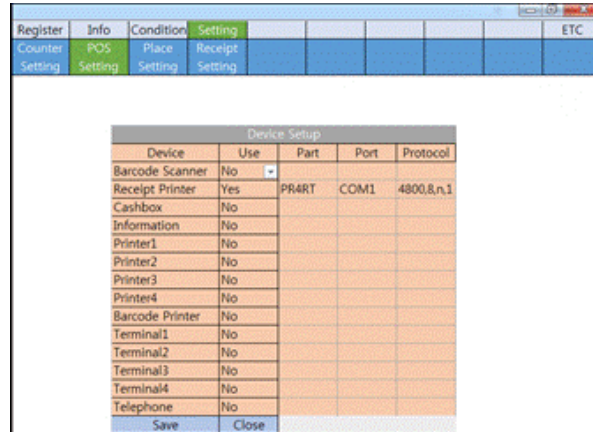 Register Info Condition Setting ETC
Counter Setting POS Setting Place Setting Receipt Setting
Device Setup
Device Use Part Port Protocol
Barcode Scanner No
Receipt Printer Yes PR4RT COM1 4800,8,n,1
Cashbox No
Information No
Printer1 No
Printer2 No
Printer3 No
Printer4 No
Barcode Printer No
Terminal1 No
Terminal2 No
Terminal3 No
Terminal4 No
Telephone No
Save Close